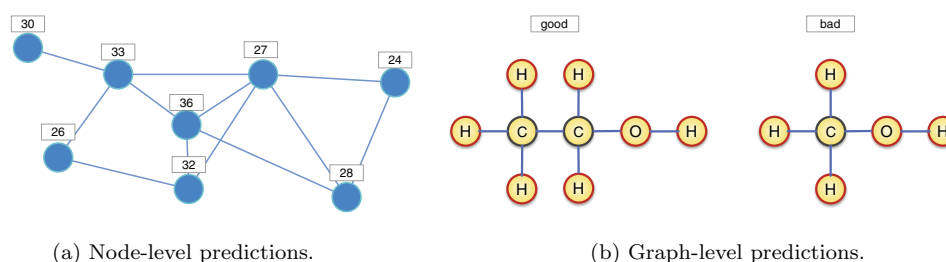 30
33
27
24
36
26
32
28
(a) Node-level predictions.
good
bad
H H
H C C O H
H H
H
H C O H
H
(b) Graph-level predictions.